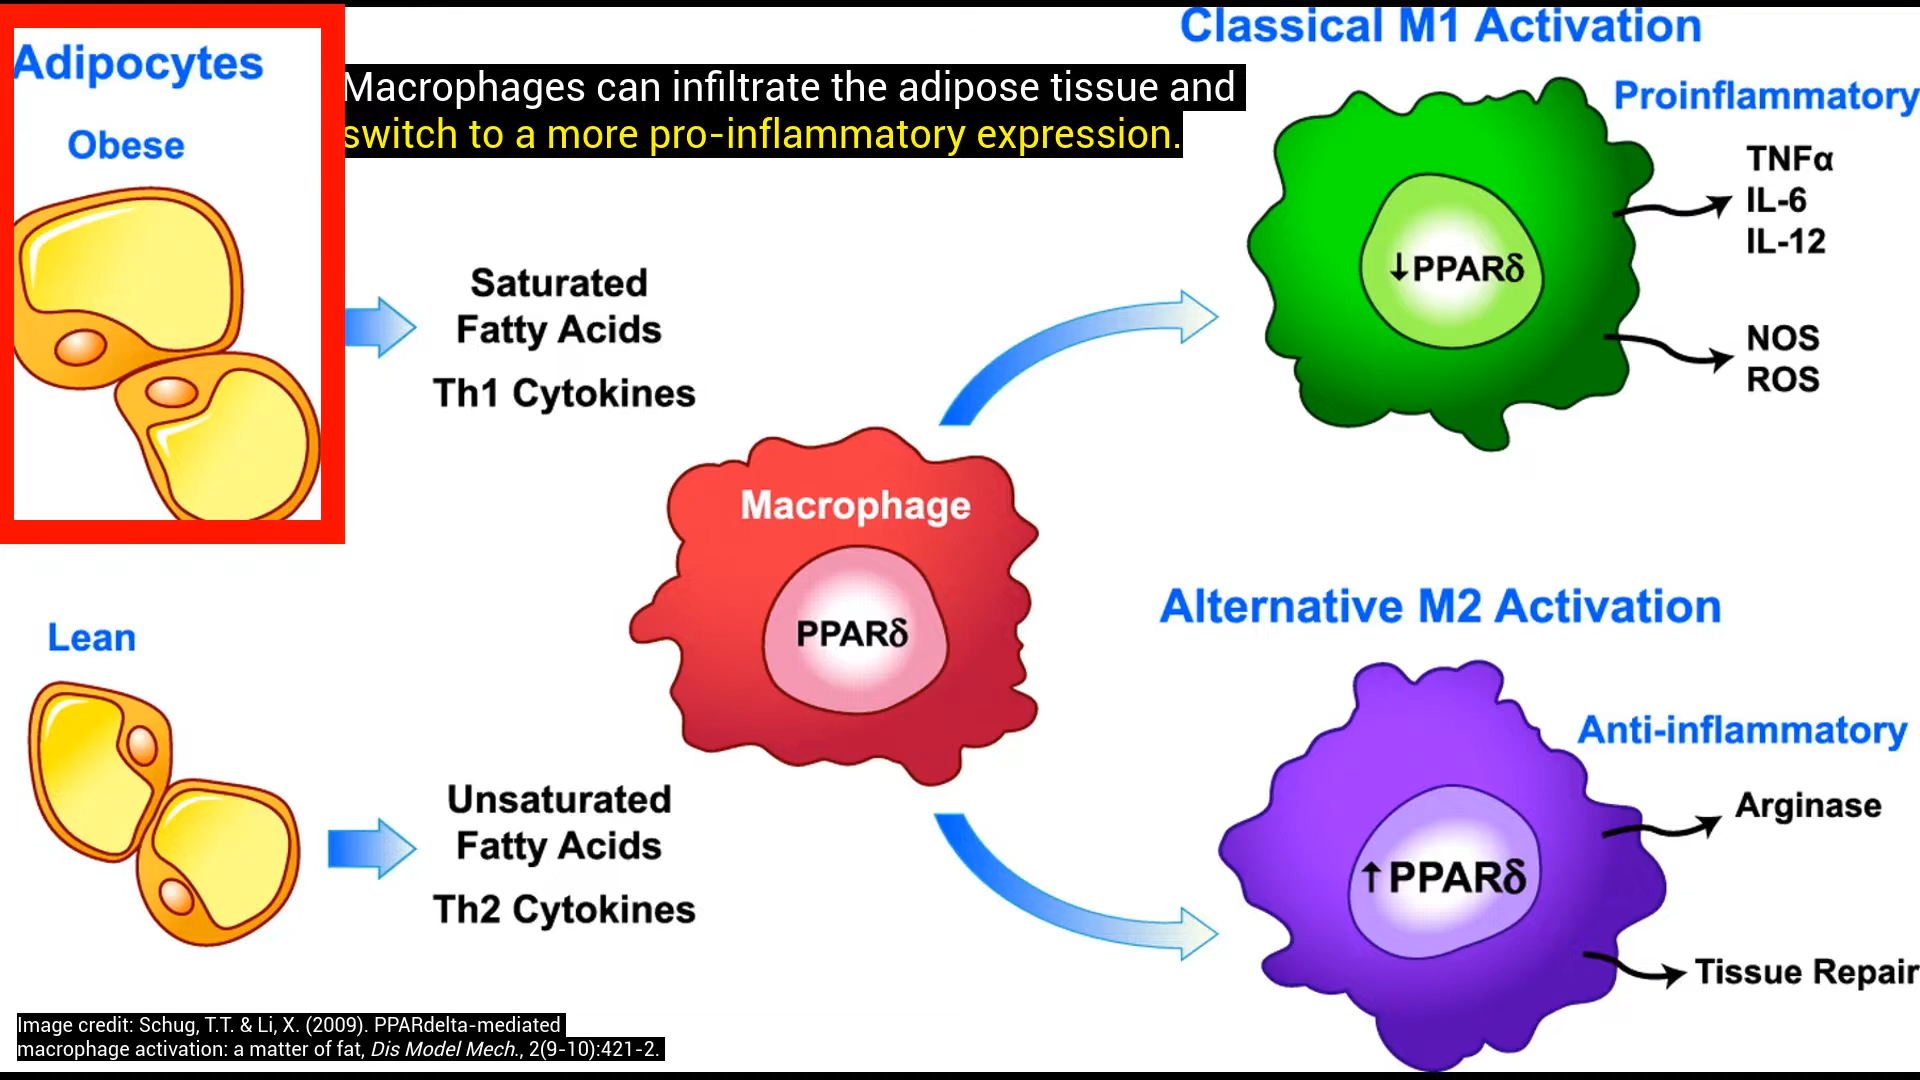 Adipocytes
Obese
Macrophages can infiltrate the adipose tissue and
switch to a more pro-inflammatory expression.
Saturated
Fatty Acids
Th1 Cytokines
Classical M1 Activation
Proinflammatory
TNFα
IL-6
IL-12
↓PPARδ
NOS
ROS
Macrophage
PPARδ
Lean
Unsaturated
Fatty Acids
Th2 Cytokines
Alternative M2 Activation
Anti-inflammatory
Arginase
↑PPARδ
Tissue Repair
Image credit: Schug, T.T. & Li, X. (2009). PPARdelta-mediated
macrophage activation: a matter of fat, Dis Model Mech., 2(9-10):421-2.